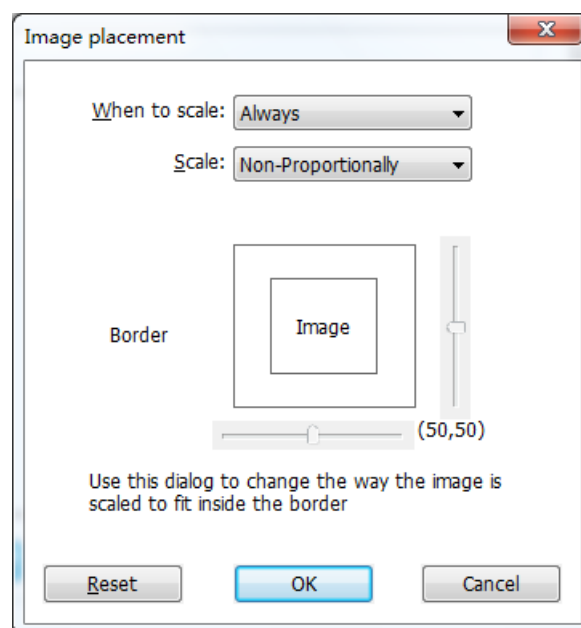 Image placement
When to scale: Always
Scale: Non-Proportionally
Image
Border
(50,50)
Use this dialog to change the way the image is
scaled to fit inside the border
Reset OK Cancel